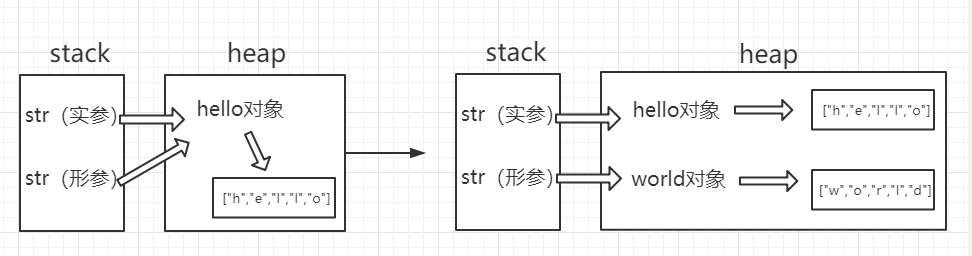 stack
heap
str（实参）
hello对象
str（形参）
["h","e","l","l","o"]
stack
heap
str（实参）
hello对象
["h","e","l","l","o"]
str（形参）
world对象
["w","o","r","l","d"]